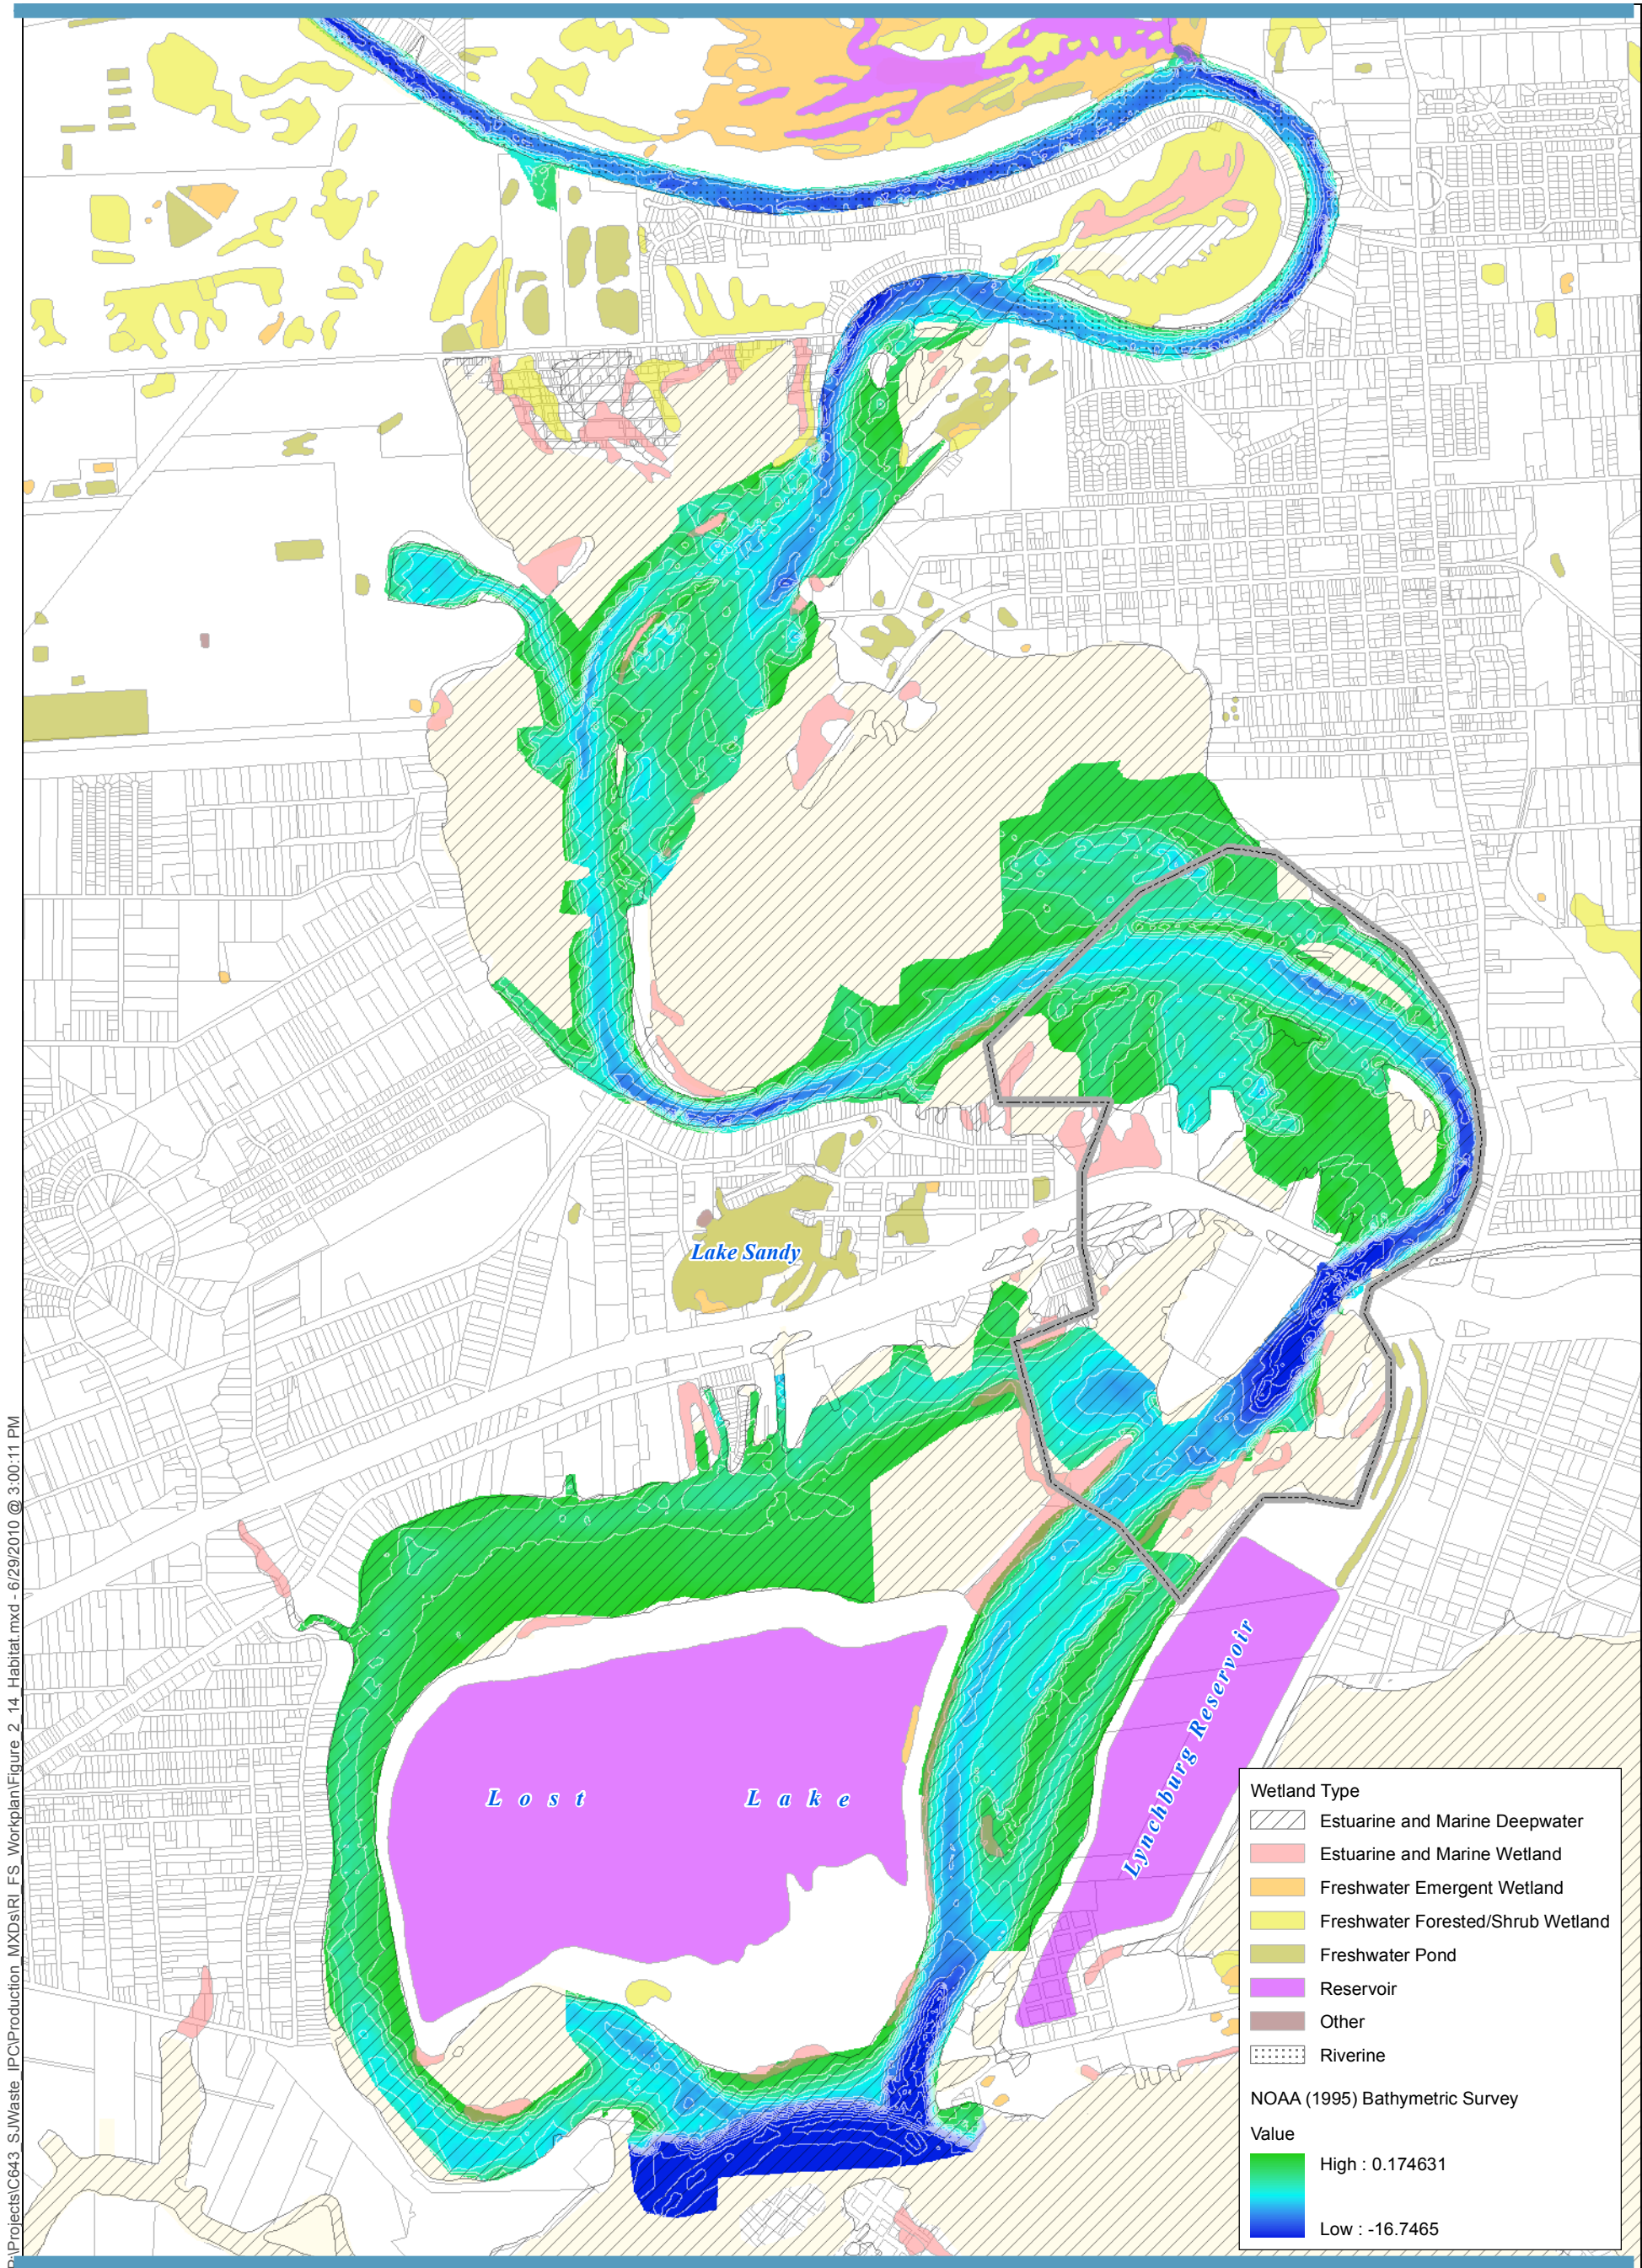 Lake Sandy
Lost Lake
Lynchburg Reservoir
Wetland Type
Estuarine and Marine Deepwater
Estuarine and Marine Wetland
Freshwater Emergent Wetland
Freshwater Forested/Shrub Wetland
Freshwater Pond
Reservoir
Other
Riverine
NOAA (1995) Bathymetric Survey
Value
High : 0.174631
Low : -16.7465
R:\Projects\C643_SJWaste_IPC\Production_MXDs\RI_FS_Workplan\Figure_2_14_Habitat.mxd - 6/29/2010 @ 3:00:11 PM